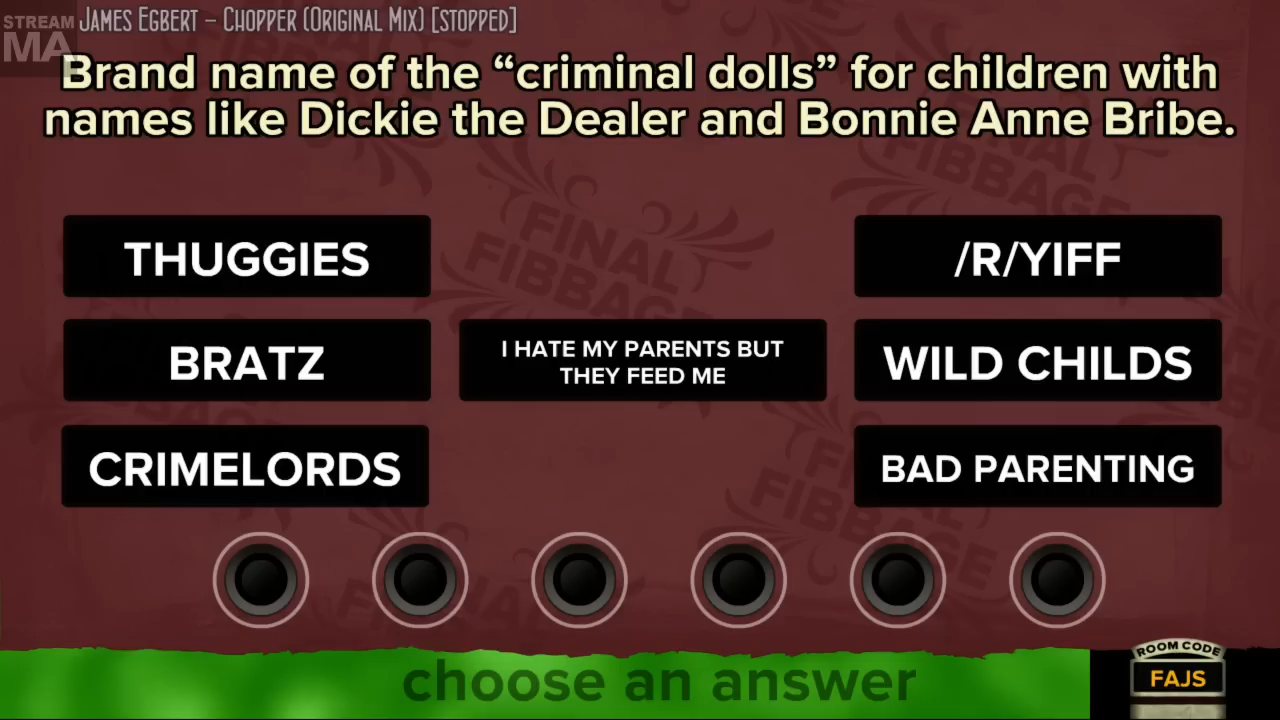 STREAM
MA
JAMES EGBERT – CHOPPER (ORIGINAL MIX) [STOPPED]
Brand name of the “criminal dolls” for children with
names like Dickie the Dealer and Bonnie Anne Bribe.
FINAL
FIBBAGE
THUGGIES
/R/YIFF
BRATZ
I HATE MY PARENTS BUT
THEY FEED ME
WILD CHILDS
CRIMELORDS
BAD PARENTING
choose an answer
ROOM CODE
FAJS